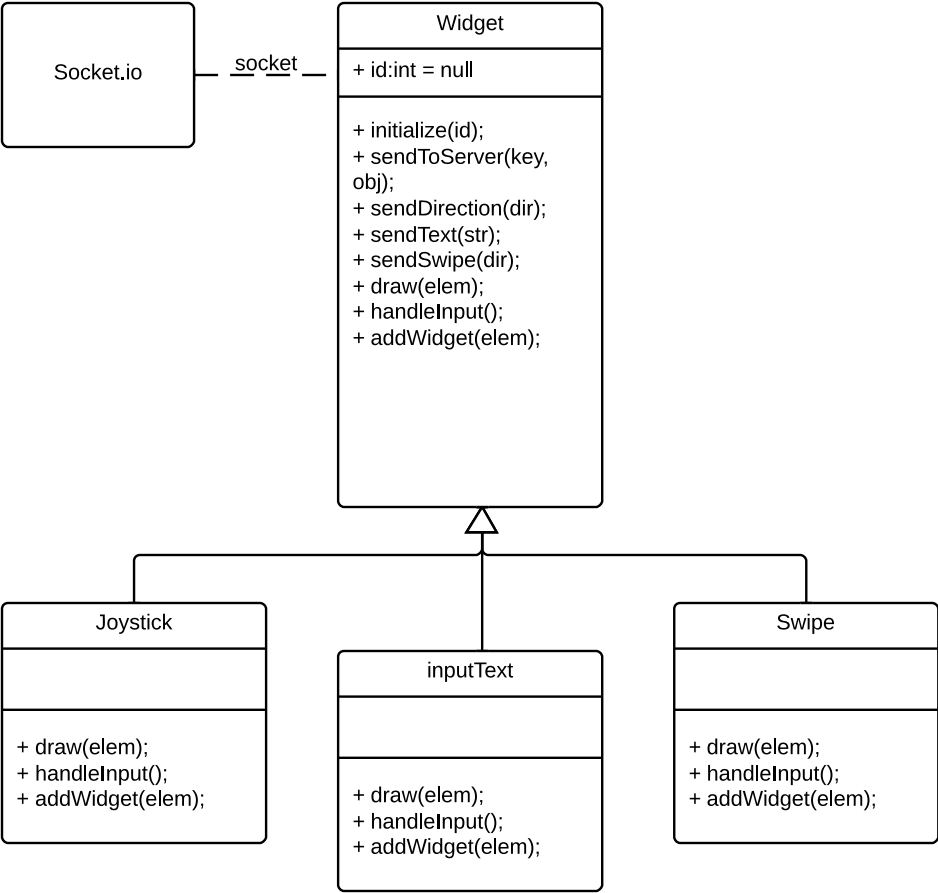 Socket.io
socket
Widget
+ id:int = null
+ initialize(id);
+ sendToServer(key,
obj);
+ sendDirection(dir);
+ sendText(str);
+ sendSwipe(dir);
+ draw(elem);
+ handleInput();
+ addWidget(elem);
Joystick
+ draw(elem);
+ handleInput();
+ addWidget(elem);
inputText
+ draw(elem);
+ handleInput();
+ addWidget(elem);
Swipe
+ draw(elem);
+ handleInput();
+ addWidget(elem);